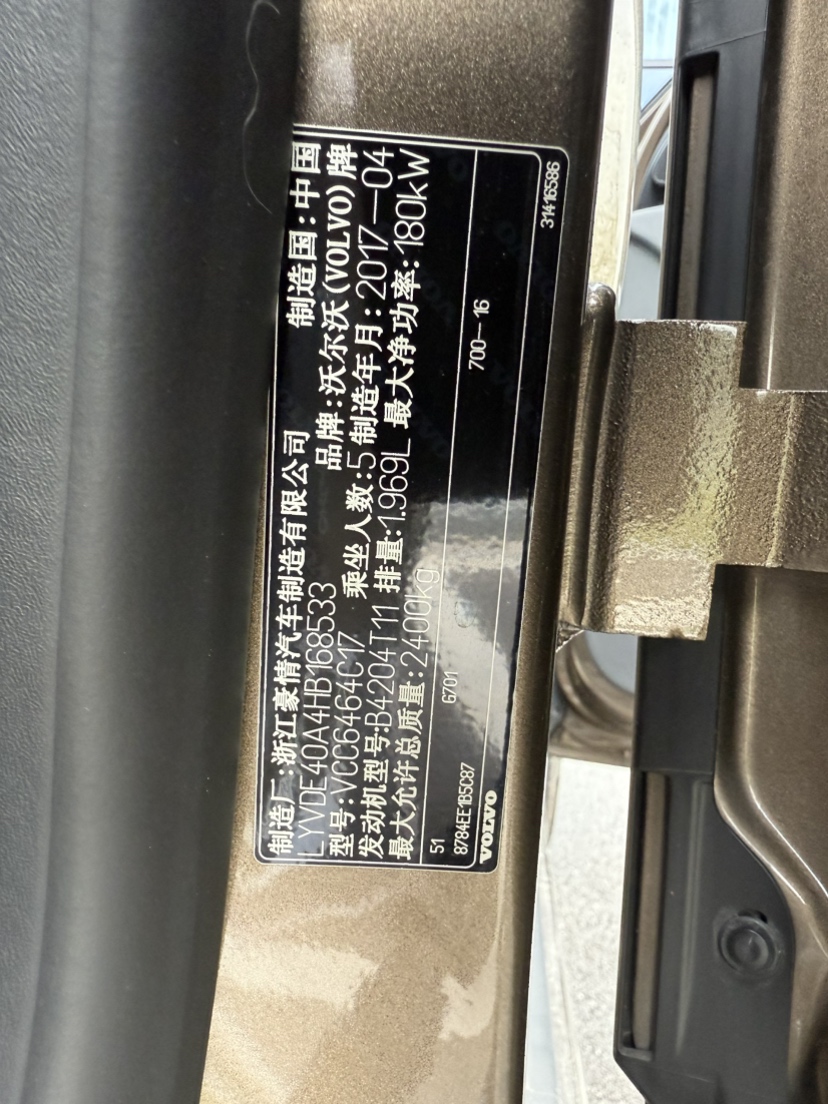 制造厂:浙江豪情汽车制造有限公司 制造国:中国
LYVDE40A4HB168533 品牌:沃尔沃(VOLVO)牌
型号:VCC6464C17 乘坐人数:5 制造年月:2017-04
发动机型号:B4204T11 排量:1.969L 最大净功率:180kW
最大允许总质量:2400kg
51 G701 700-16
8784EE1B5C87
VOLVO 31416586